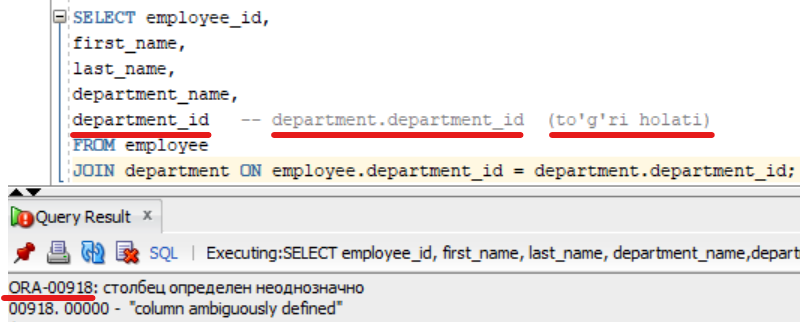 SELECT employee_id,
first_name,
last_name,
department_name,
department_id -- department.department_id (to'g'ri holati)
FROM employee
JOIN department ON employee.department_id = department.department_id;
Query Result x
SQL | Executing:SELECT employee_id, first_name, last_name, department_name,depart
ORA-00918: столбец определен неоднозначно
00918. 00000 - "column ambiguously defined"